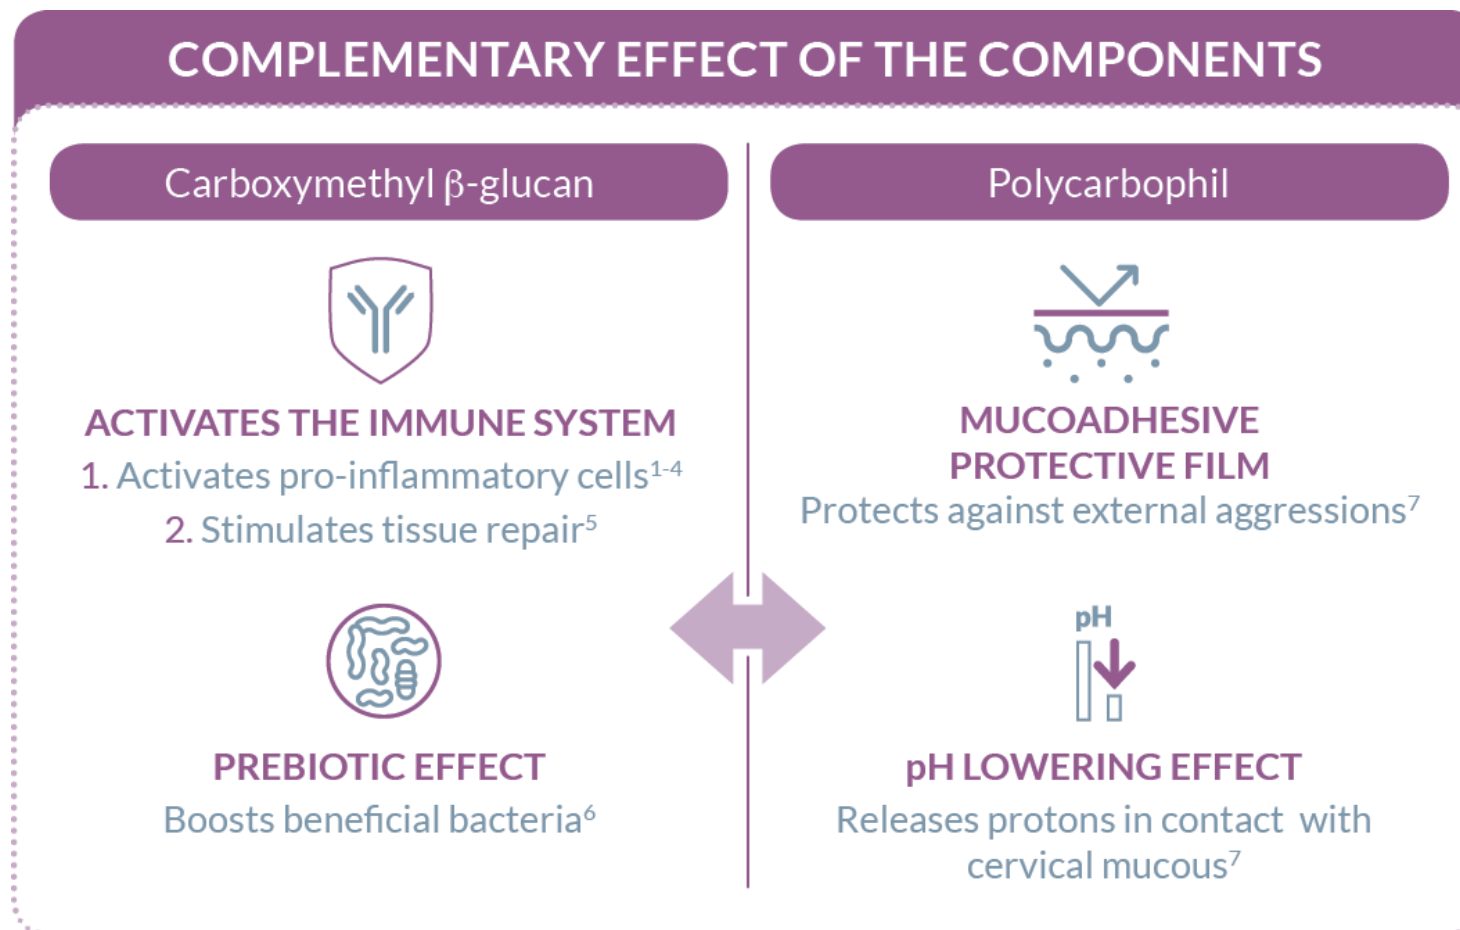 COMPLEMENTARY EFFECT OF THE COMPONENTS
Carboxymethyl β-glucan
ACTIVATES THE IMMUNE SYSTEM
1. Activates pro-inflammatory cells¹⁻⁴
2. Stimulates tissue repair⁵
PREBIOTIC EFFECT
Boosts beneficial bacteria⁶
Polycarbophil
MUCOADHESIVE
PROTECTIVE FILM
Protects against external aggressions⁷
pH
pH LOWERING EFFECT
Releases protons in contact with
cervical mucous⁷